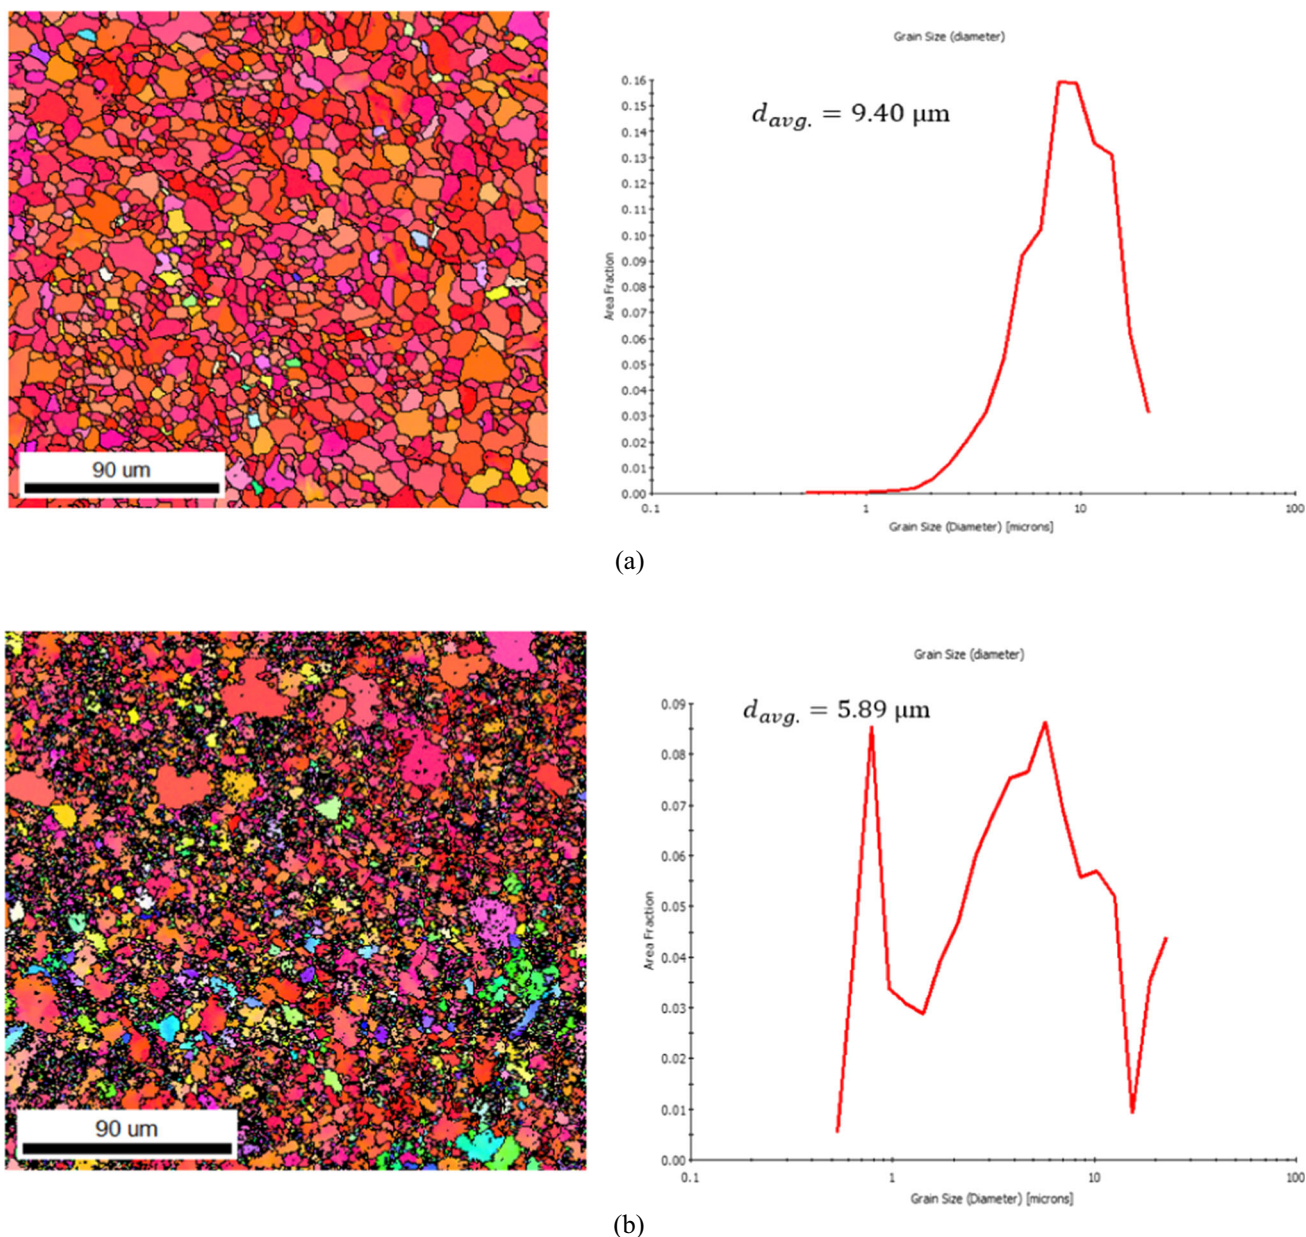 Grain Size (diameter)
d_avg. = 9.40 µm
0.16
0.15
0.14
0.13
0.12
0.11
0.10
0.09
0.08
0.07
0.06
0.05
0.04
0.03
0.02
0.01
0.00
Area Fraction
0.1 1 10 100
Grain Size (Diameter) [microns]
90 um
(a)
Grain Size (diameter)
d_avg. = 5.89 µm
0.09
0.08
0.07
0.06
0.05
0.04
0.03
0.02
0.01
0.00
Area Fraction
0.1 1 10 100
Grain Size (Diameter) [microns]
90 um
(b)